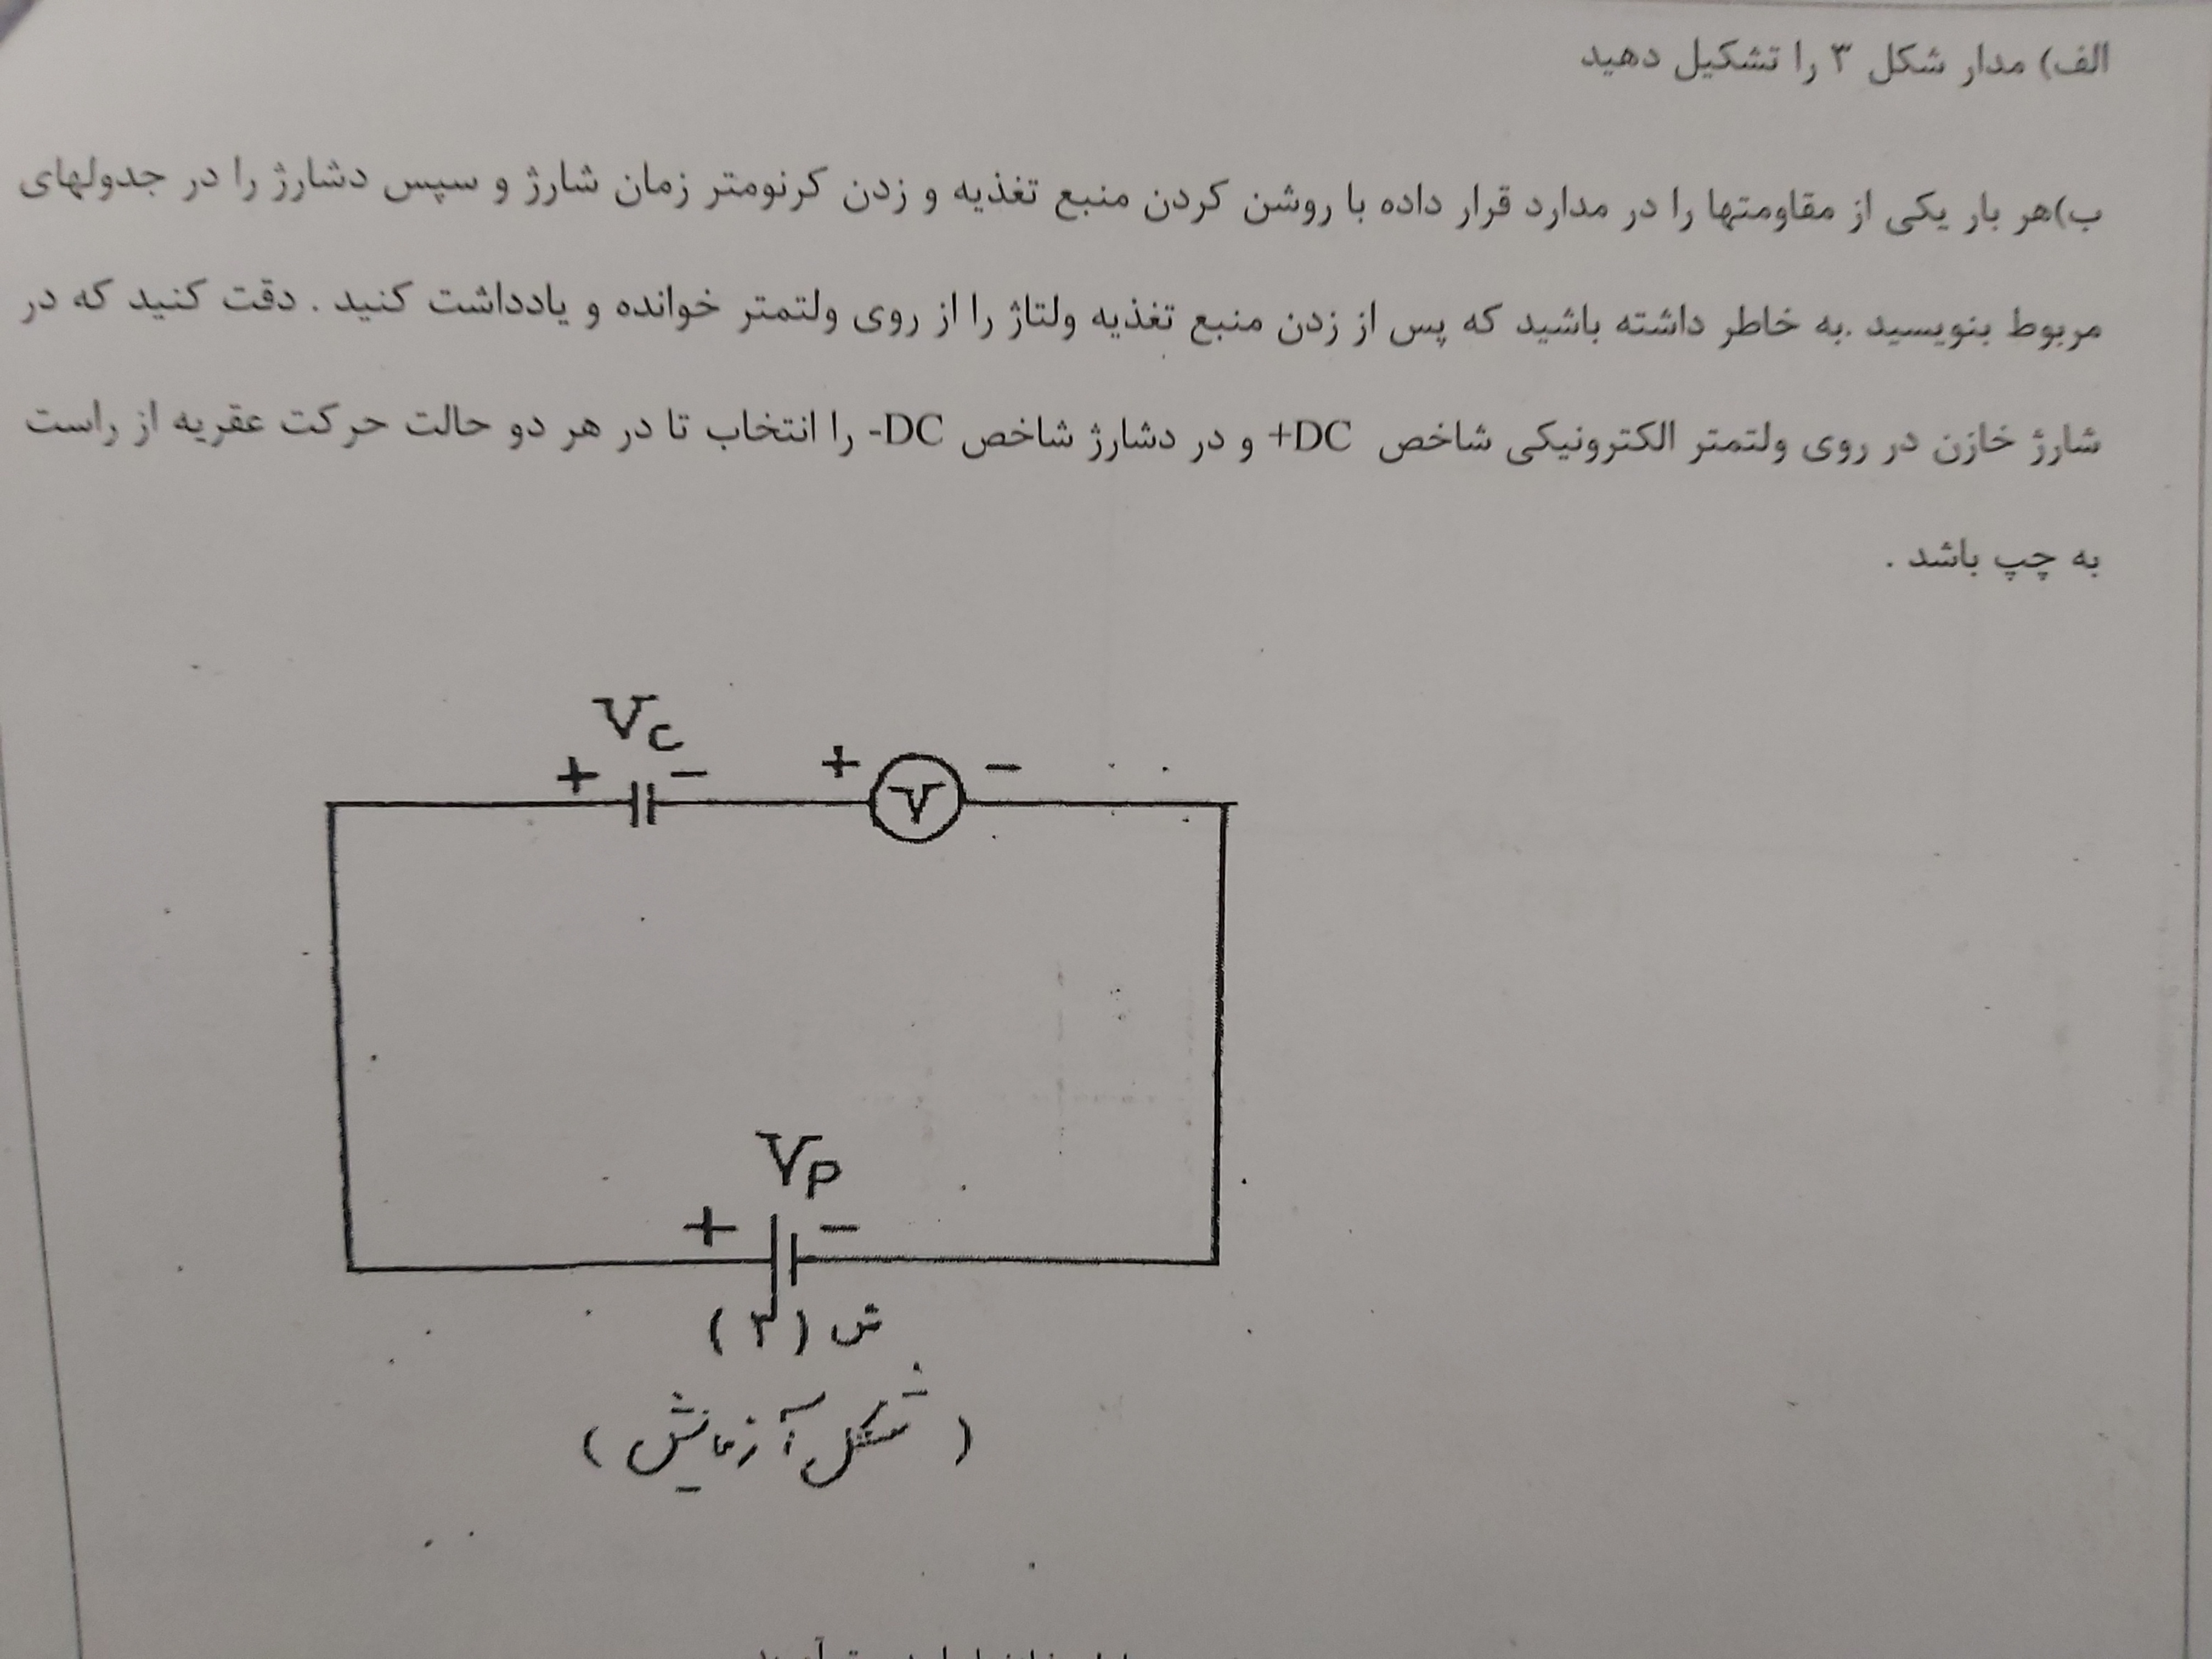 الف) مدار شکل ۳ را تشکیل دهید
ب)هر بار یکی از مقاومتها را در مدارد قرار داده با روشن کردن منبع تغذیه و زدن کرنومتر زمان شارژ و سپس دشارژ را در جدولهای
مربوط بنویسید .به خاطر داشته باشید که پس از زدن منبع تغذیه ولتاژ را از روی ولتمتر خوانده و یادداشت کنید . دقت کنید که در
شارژ خازن در روی ولتمتر الکترونیکی شاخص DC+ و در دشارژ شاخص DC- را انتخاب تا در هر دو حالت حرکت عقربه از راست
به چپ باشد .
Vc
+ − + V −
Vp
+ −
ش (۳)
(شکل آزمایش)